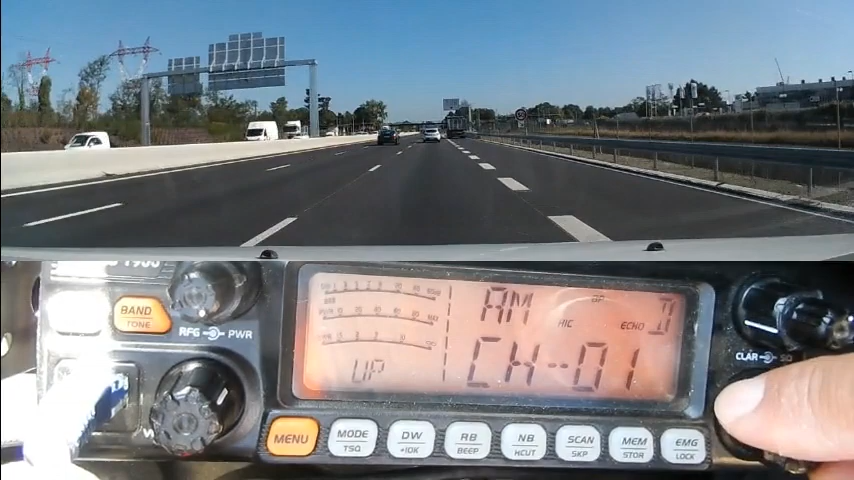 BAND
TONE
RFG PWR
AM
HIC
ECHO
D
UP
CH--01
CLAR SQ
MENU
MODE
TSQ
DW
+10K
RB
BEEP
NB
HCUT
SCAN
SKP
MEM
STOR
EMG
LOCK